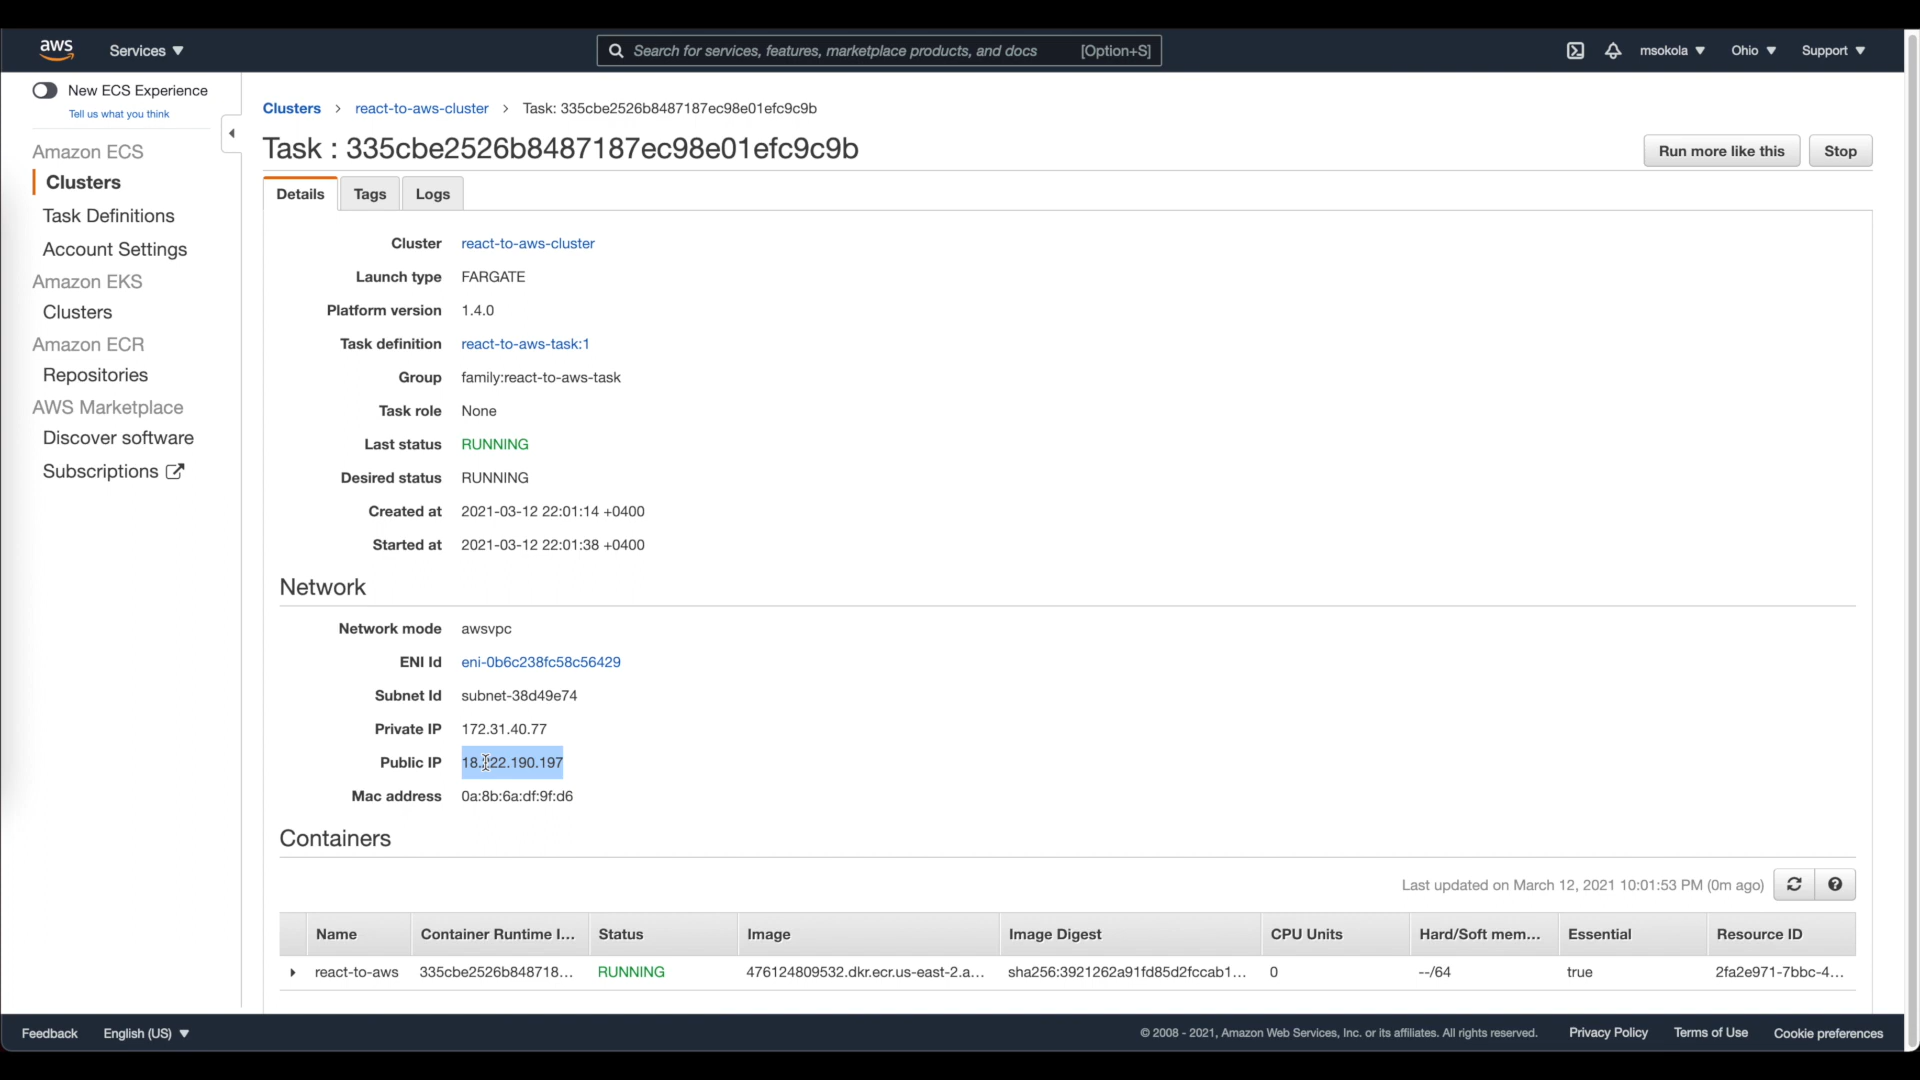 aws Services ▼ Search for services, features, marketplace products, and docs [Option+S] msokola ▼ Ohio ▼ Support ▼
New ECS Experience
Tell us what you think
Amazon ECS
Clusters
Task Definitions
Account Settings
Amazon EKS
Clusters
Amazon ECR
Repositories
AWS Marketplace
Discover software
Subscriptions
Clusters > react-to-aws-cluster > Task: 335cbe2526b8487187ec98e01efc9c9b
Task : 335cbe2526b8487187ec98e01efc9c9b
Run more like this Stop
Details Tags Logs
Cluster react-to-aws-cluster
Launch type FARGATE
Platform version 1.4.0
Task definition react-to-aws-task:1
Group family:react-to-aws-task
Task role None
Last status RUNNING
Desired status RUNNING
Created at 2021-03-12 22:01:14 +0400
Started at 2021-03-12 22:01:38 +0400
Network
Network mode awsvpc
ENI Id eni-0b6c238fc58c56429
Subnet Id subnet-38d49e74
Private IP 172.31.40.77
Public IP
Mac address 0a:8b:6a:df:9f:d6
Containers
Last updated on March 12, 2021 10:01:53 PM (0m ago)
Name Container Runtime I... Status Image Image Digest CPU Units Hard/Soft mem... Essential Resource ID
react-to-aws 335cbe2526b848718... RUNNING 476124809532.dkr.ecr.us-east-2.a... sha256:3921262a91fd85d2fccab1... 0 --/64 true 2fa2e971-7bbc-4...
Feedback English (US) ▼ © 2008 - 2021, Amazon Web Services, Inc. or its affiliates. All rights reserved. Privacy Policy Terms of Use Cookie preferences